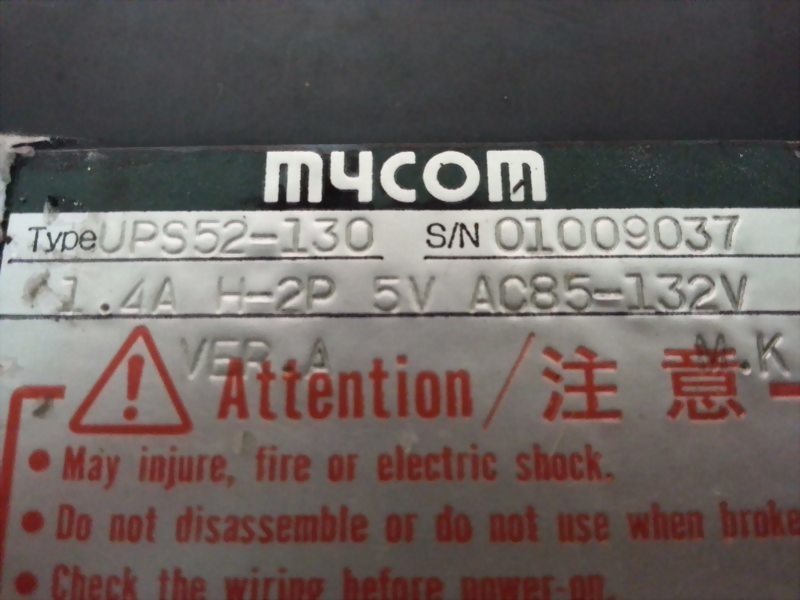 mycom
Type UPS52-130 S/N 01009037
1.4A H-2P 5V AC85-132V
VER.A M.K
Attention/注意
• May injure, fire or electric shock.
• Do not disassemble or do not use when broke
• Check the wiring before power-on.